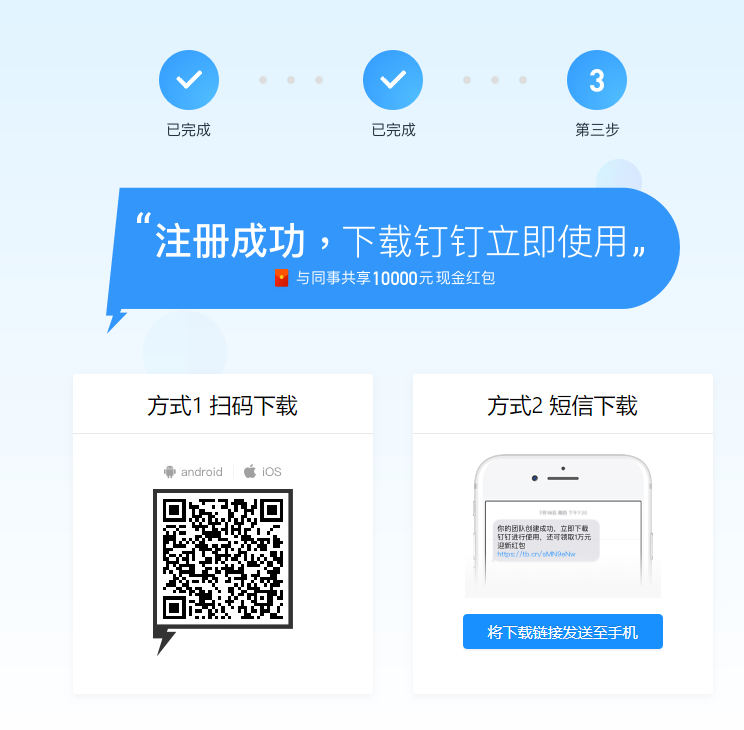 3
已完成
已完成
第三步
“注册成功，下载钉钉立即使用„
与同事共享10000元现金红包
方式1 扫码下载
android
iOS
方式2 短信下载
你的团队创建成功，立即下载
钉钉进行使用，还可领取1万元
迎新红包
https://tb.cn/sMN9eNw
将下载链接发送至手机